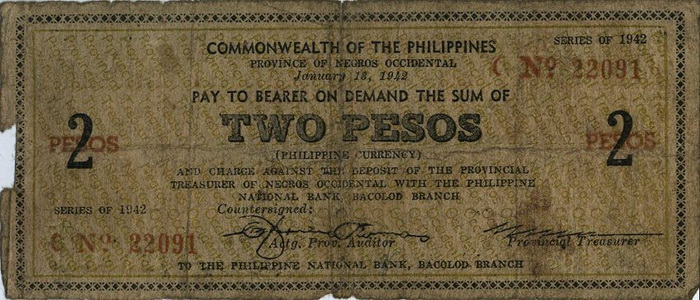 COMMONWEALTH OF THE PHILIPPINES
SERIES OF 1942
PROVINCE OF NEGROS OCCIDENTAL
January 18, 1942
C Nº 22091
PAY TO BEARER ON DEMAND THE SUM OF
PESOS 2
TWO PESOS
PESOS 2
(PHILIPPINE CURRENCY)
AND CHARGE AGAINST THE DEPOSIT OF THE PROVINCIAL
TREASURER OF NEGROS OCCIDENTAL WITH THE PHILIPPINE
NATIONAL BANK, BACOLOD BRANCH
SERIES OF 1942
Countersigned:
C Nº 22091
Actg. Prov. Auditor
Provincial Treasurer
TO THE PHILIPPINE NATIONAL BANK, BACOLOD BRANCH